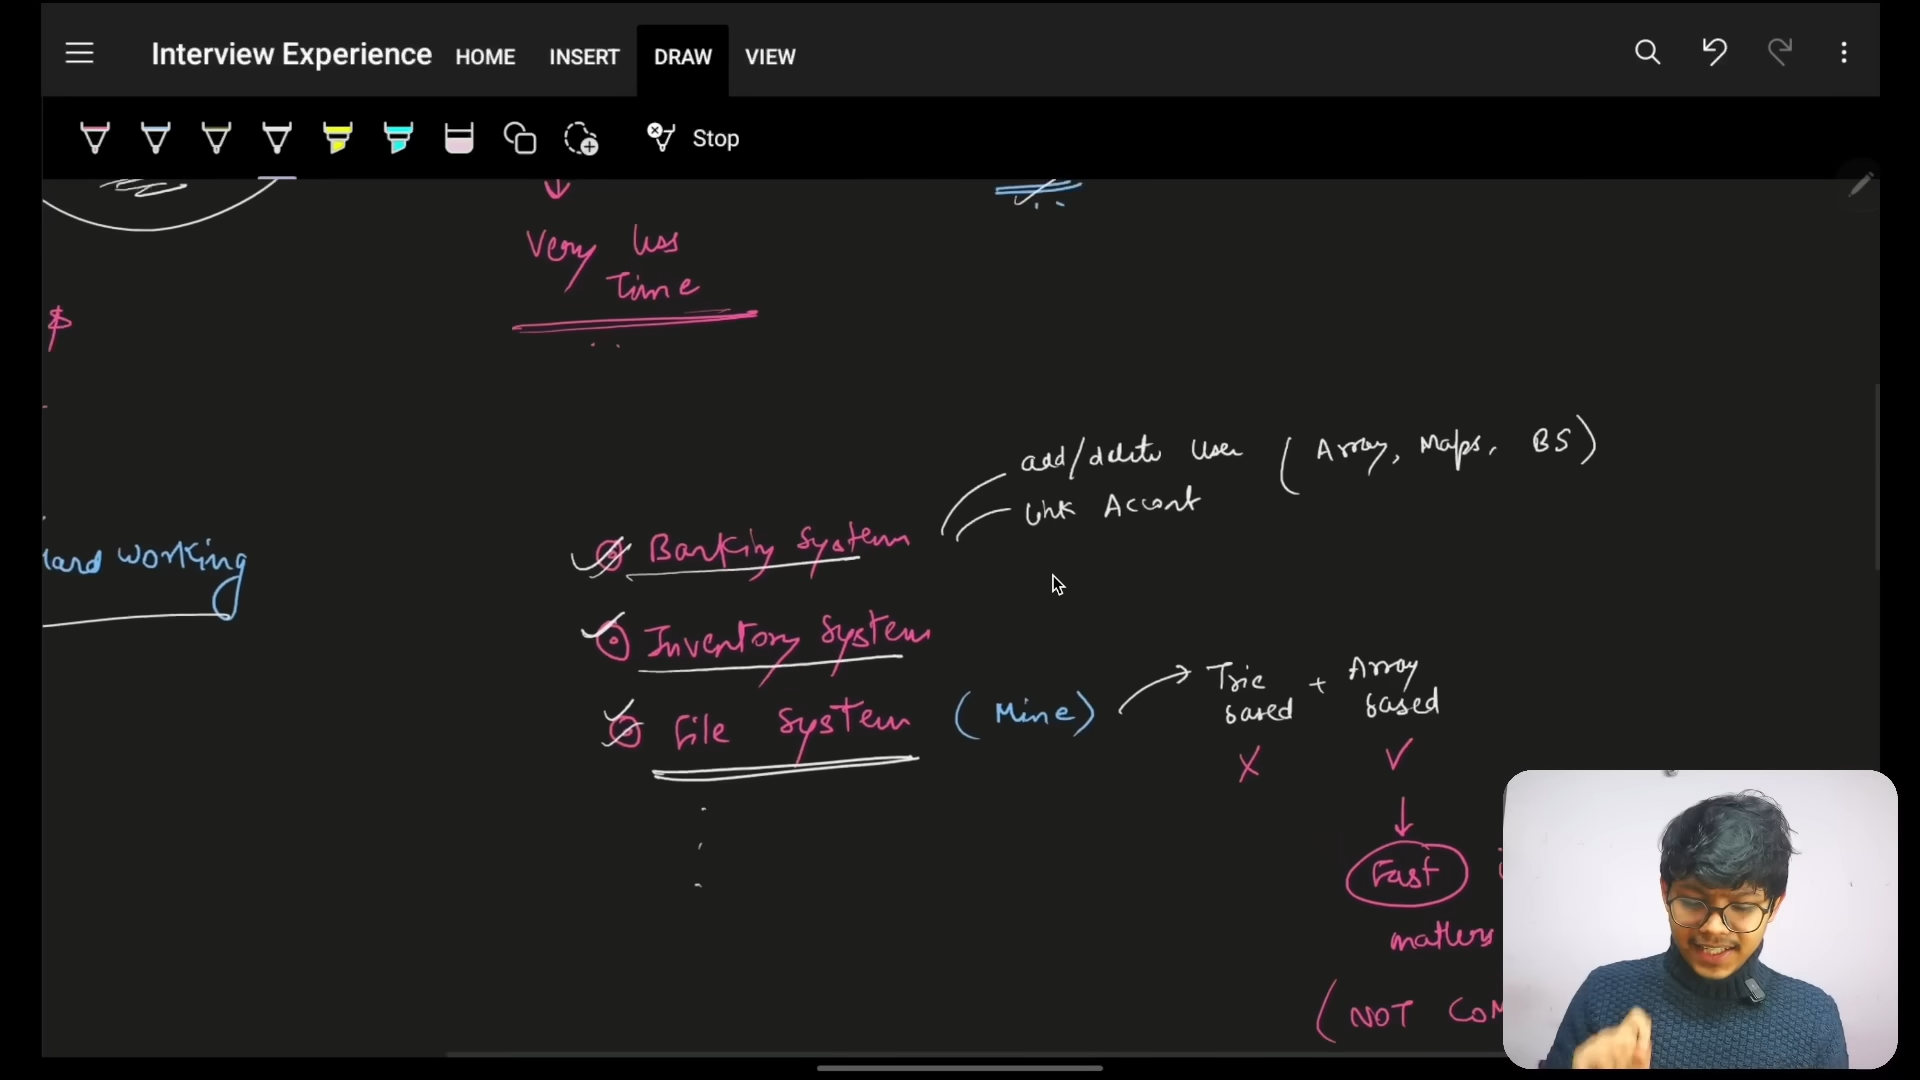 Interview Experience HOME INSERT DRAW VIEW
Stop
Very less
Time
$
add/delete User (Array, Maps, BS)
Link Account
hard working
Banking System
Inventory System
File System (Mine)
Trie based + Array based
X ✓
Fast
matters
(NOT COM